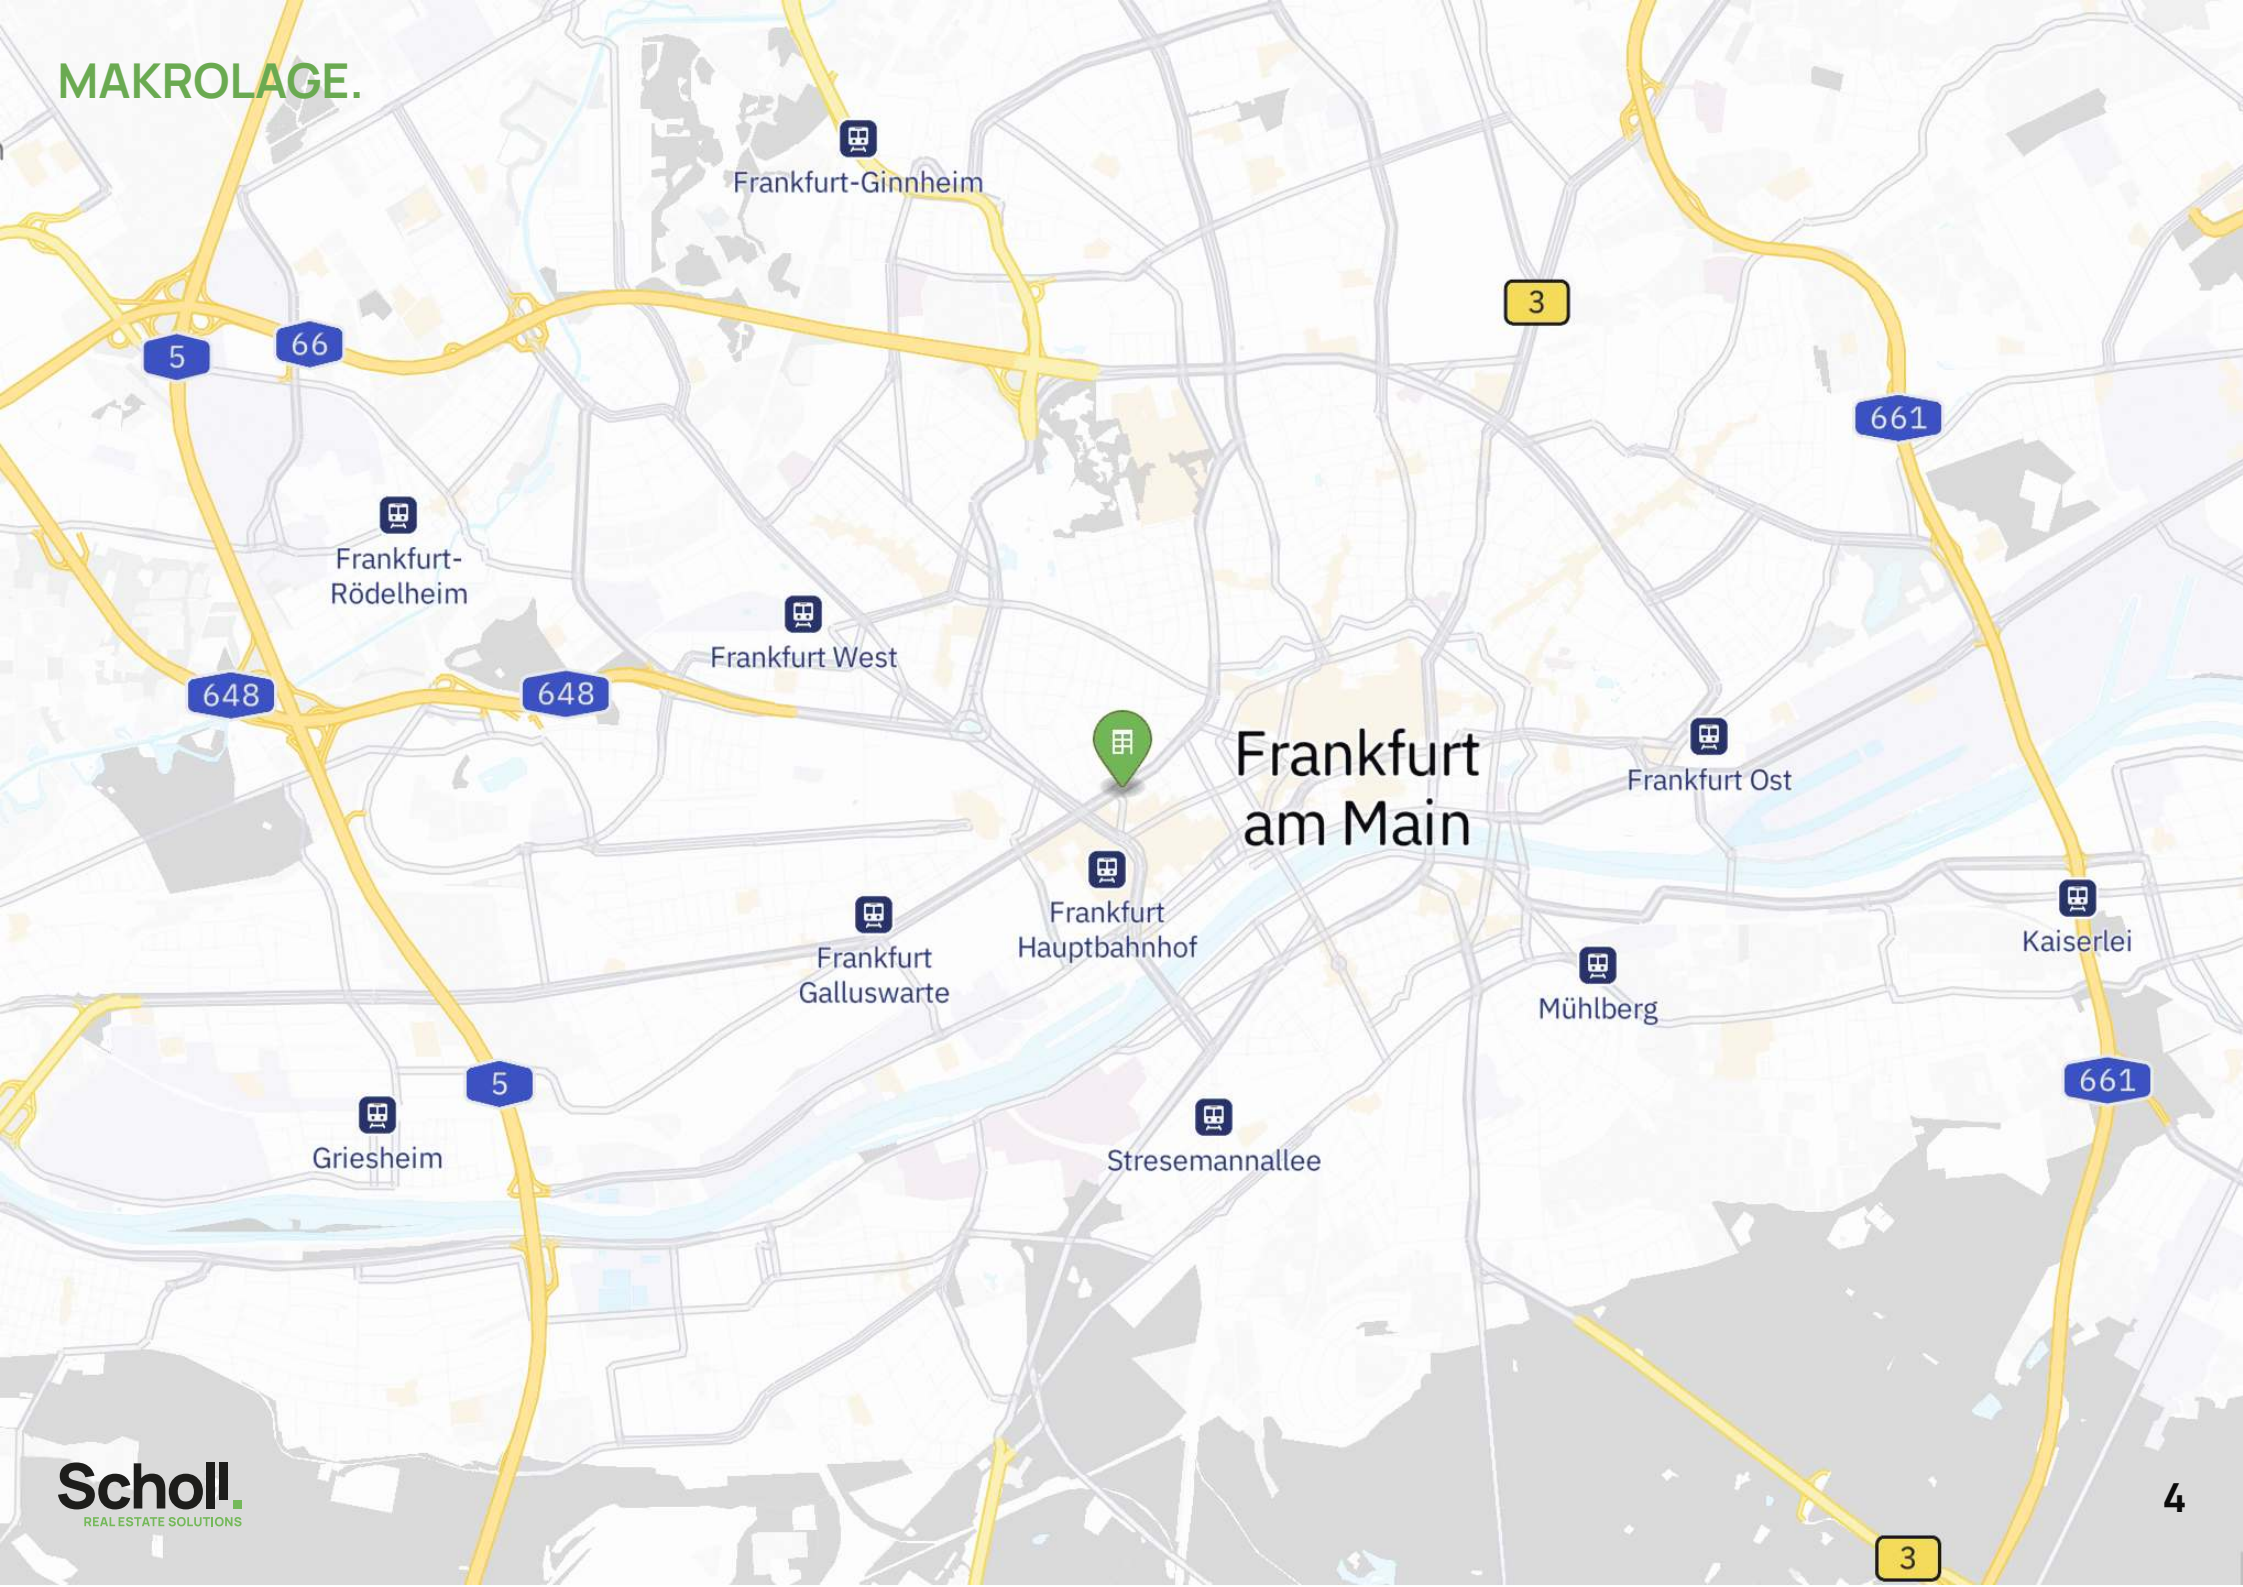 MAKROLAGE.
Frankfurt-Ginnheim
3
5
66
661
Frankfurt-
Rödelheim
Frankfurt West
648
648
Frankfurt
am Main
Frankfurt Ost
Frankfurt
Hauptbahnhof
Frankfurt
Galluswarte
Kaiserlei
Mühlberg
5
661
Griesheim
Stresemannallee
Scholl.
REAL ESTATE SOLUTIONS
4
3